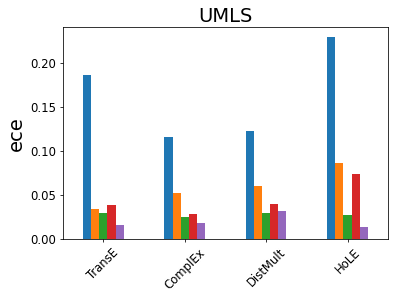 UMLS
ece
0.20
0.15
0.10
0.05
0.00
TransE
ComplEx
DistMult
HoLE